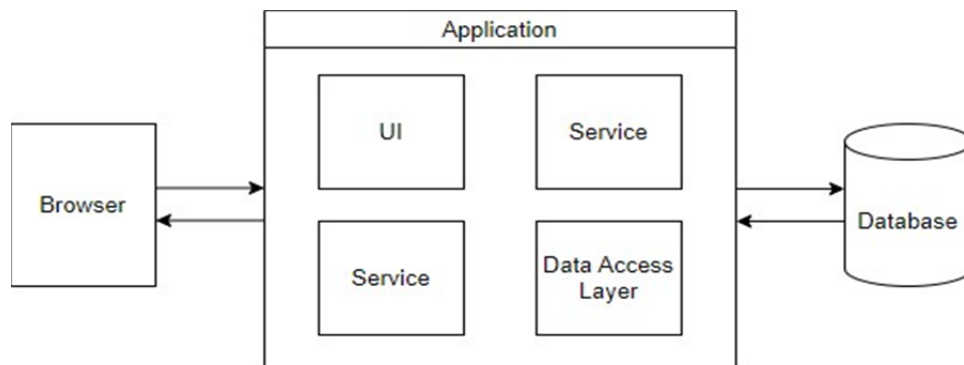 Application
UI
Service
Browser
Database
Service
Data Access
Layer